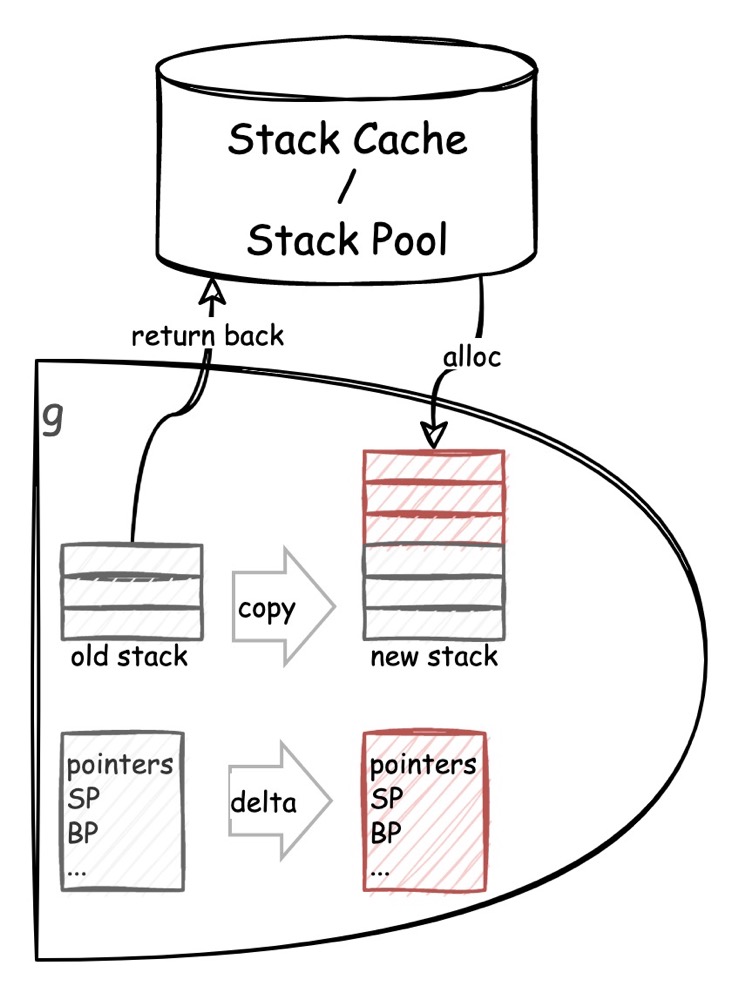 Stack Cache
/
Stack Pool
return back
alloc
g
copy
old stack
new stack
pointers
SP
BP
...
delta
pointers
SP
BP
...